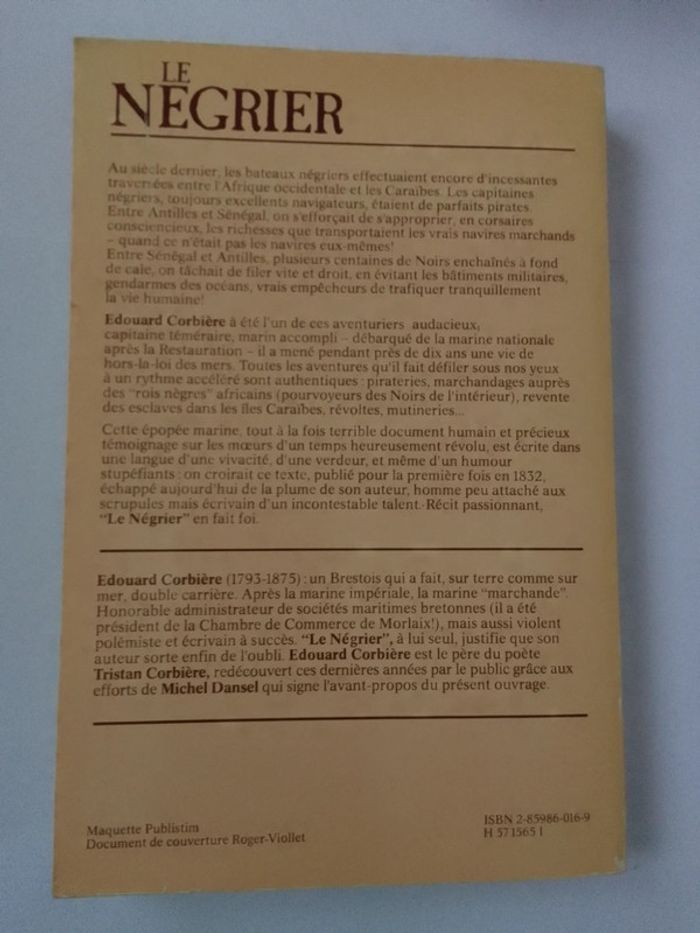 LE
NÉGRIER
Au siècle dernier, les bateaux négriers effectuaient encore d'incessantes
traversées entre l'Afrique occidentale et les Caraïbes. Les capitaines
négriers, toujours excellents navigateurs, étaient de parfaits pirates.
Entre Antilles et Sénégal, on s'efforçait de s'approprier, en corsaires
consciencieux, les richesses que transportaient les vrais navires marchands
– quand ce n'était pas les navires eux-mêmes!
Entre Sénégal et Antilles, plusieurs centaines de Noirs enchaînés à fond
de cale, on tâchait de filer vite et droit, en évitant les bâtiments militaires,
gendarmes des océans, vrais empêcheurs de trafiquer tranquillement
la vie humaine!
Edouard Corbière a été l'un de ces aventuriers audacieux,
capitaine téméraire, marin accompli – débarqué de la marine nationale
après la Restauration – il a mené pendant près de dix ans une vie de
hors-la-loi des mers. Toutes les aventures qu'il fait défiler sous nos yeux
à un rythme accéléré sont authentiques : pirateries, marchandages auprès
des "rois nègres" africains (pourvoyeurs des Noirs de l'intérieur), revente
des esclaves dans les îles Caraïbes, révoltes, mutineries...
Cette épopée marine, tout à la fois terrible document humain et précieux
témoignage sur les mœurs d'un temps heureusement révolu, est écrite dans
une langue d'une vivacité, d'une verdeur, et même d'un humour
stupéfiants : on croirait ce texte, publié pour la première fois en 1832,
échappé aujourd'hui de la plume de son auteur, homme peu attaché aux
scrupules mais écrivain d'un incontestable talent. Récit passionnant,
"Le Négrier" en fait foi.
Edouard Corbière (1793-1875) : un Brestois qui a fait, sur terre comme sur
mer, double carrière. Après la marine impériale, la marine "marchande".
Honorable administrateur de sociétés maritimes bretonnes (il a été
président de la Chambre de Commerce de Morlaix!), mais aussi violent
polémiste et écrivain à succès. "Le Négrier", à lui seul, justifie que son
auteur sorte enfin de l'oubli. Edouard Corbière est le père du poète
Tristan Corbière, redécouvert ces dernières années par le public grâce aux
efforts de Michel Dansel qui signe l'avant-propos du présent ouvrage.
Maquette Publistim
Document de couverture Roger-Viollet
ISBN 2-85986-016-9
H 571565 1